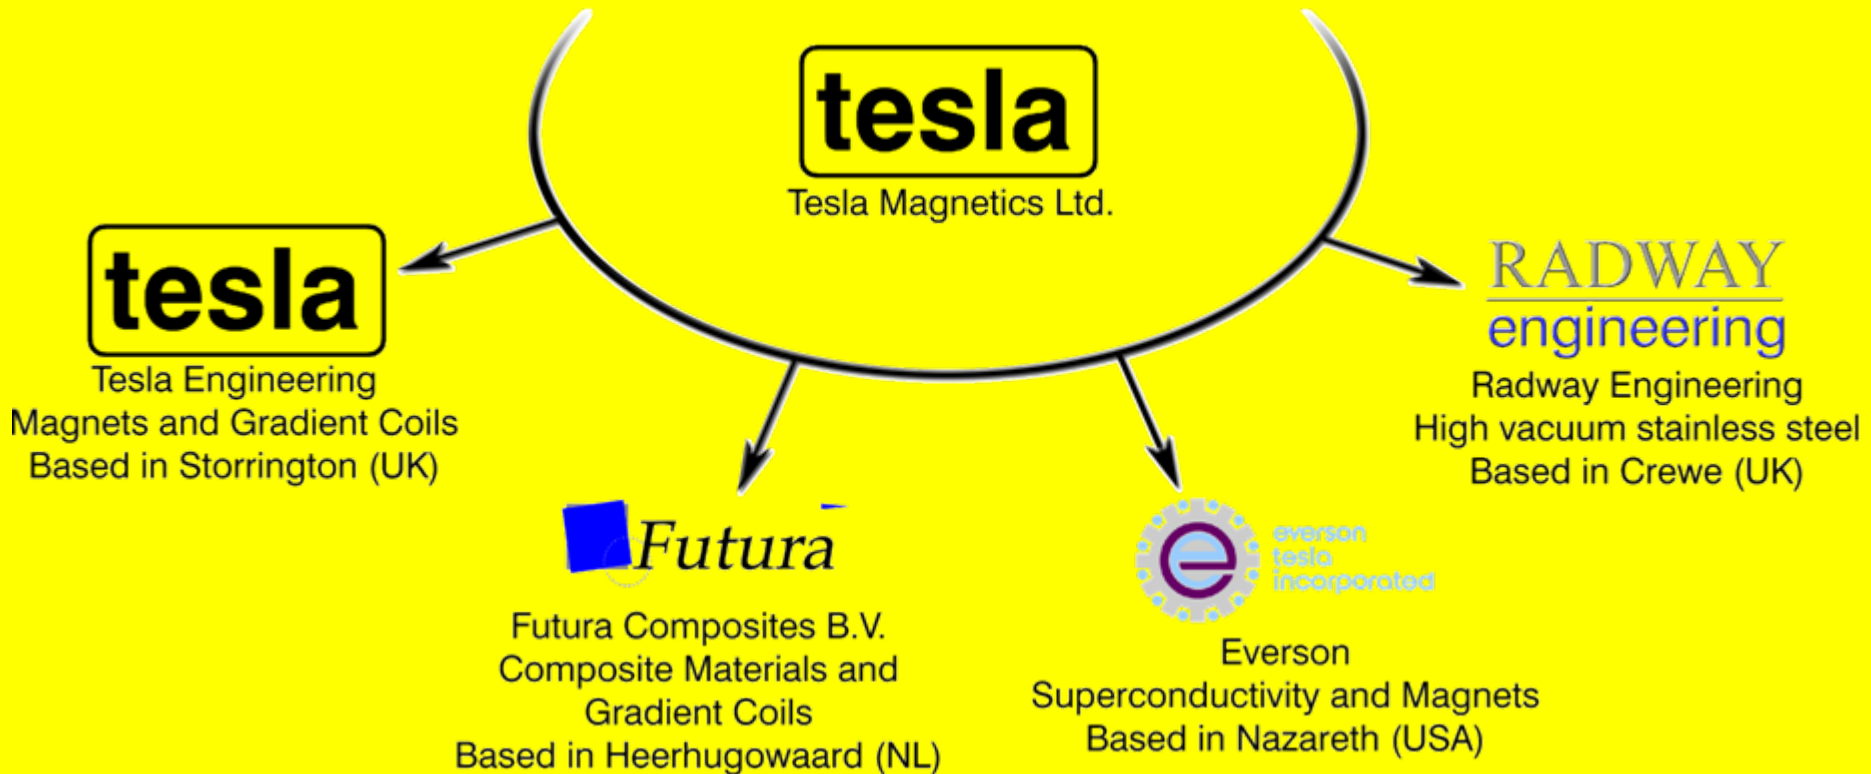 tesla
Tesla Magnetics Ltd.
tesla
Tesla Engineering
Magnets and Gradient Coils
Based in Storrington (UK)
Futura
Futura Composites B.V.
Composite Materials and
Gradient Coils
Based in Heerhugowaard (NL)
e
everson
tesla
incorporated
Everson
Superconductivity and Magnets
Based in Nazareth (USA)
RADWAY
engineering
Radway Engineering
High vacuum stainless steel
Based in Crewe (UK)